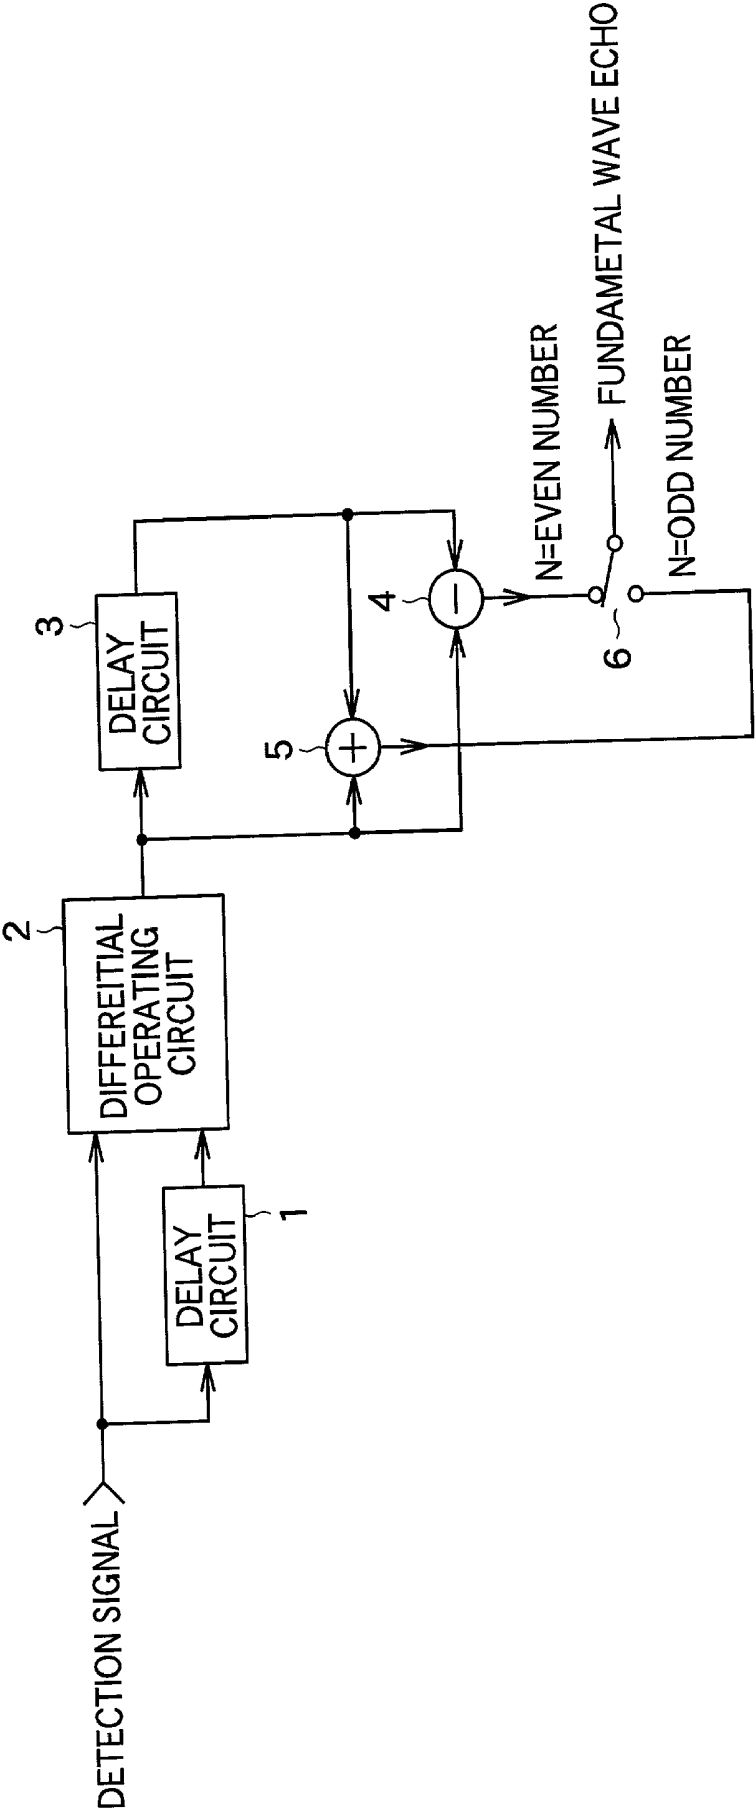 DETECTION SIGNAL
DELAY
CIRCUIT
1
DIFFEREITIAL
OPERATING
CIRCUIT
2
DELAY
CIRCUIT
3
+
5
−
4
N=EVEN NUMBER
6
N=ODD NUMBER
FUNDAMETAL WAVE ECHO